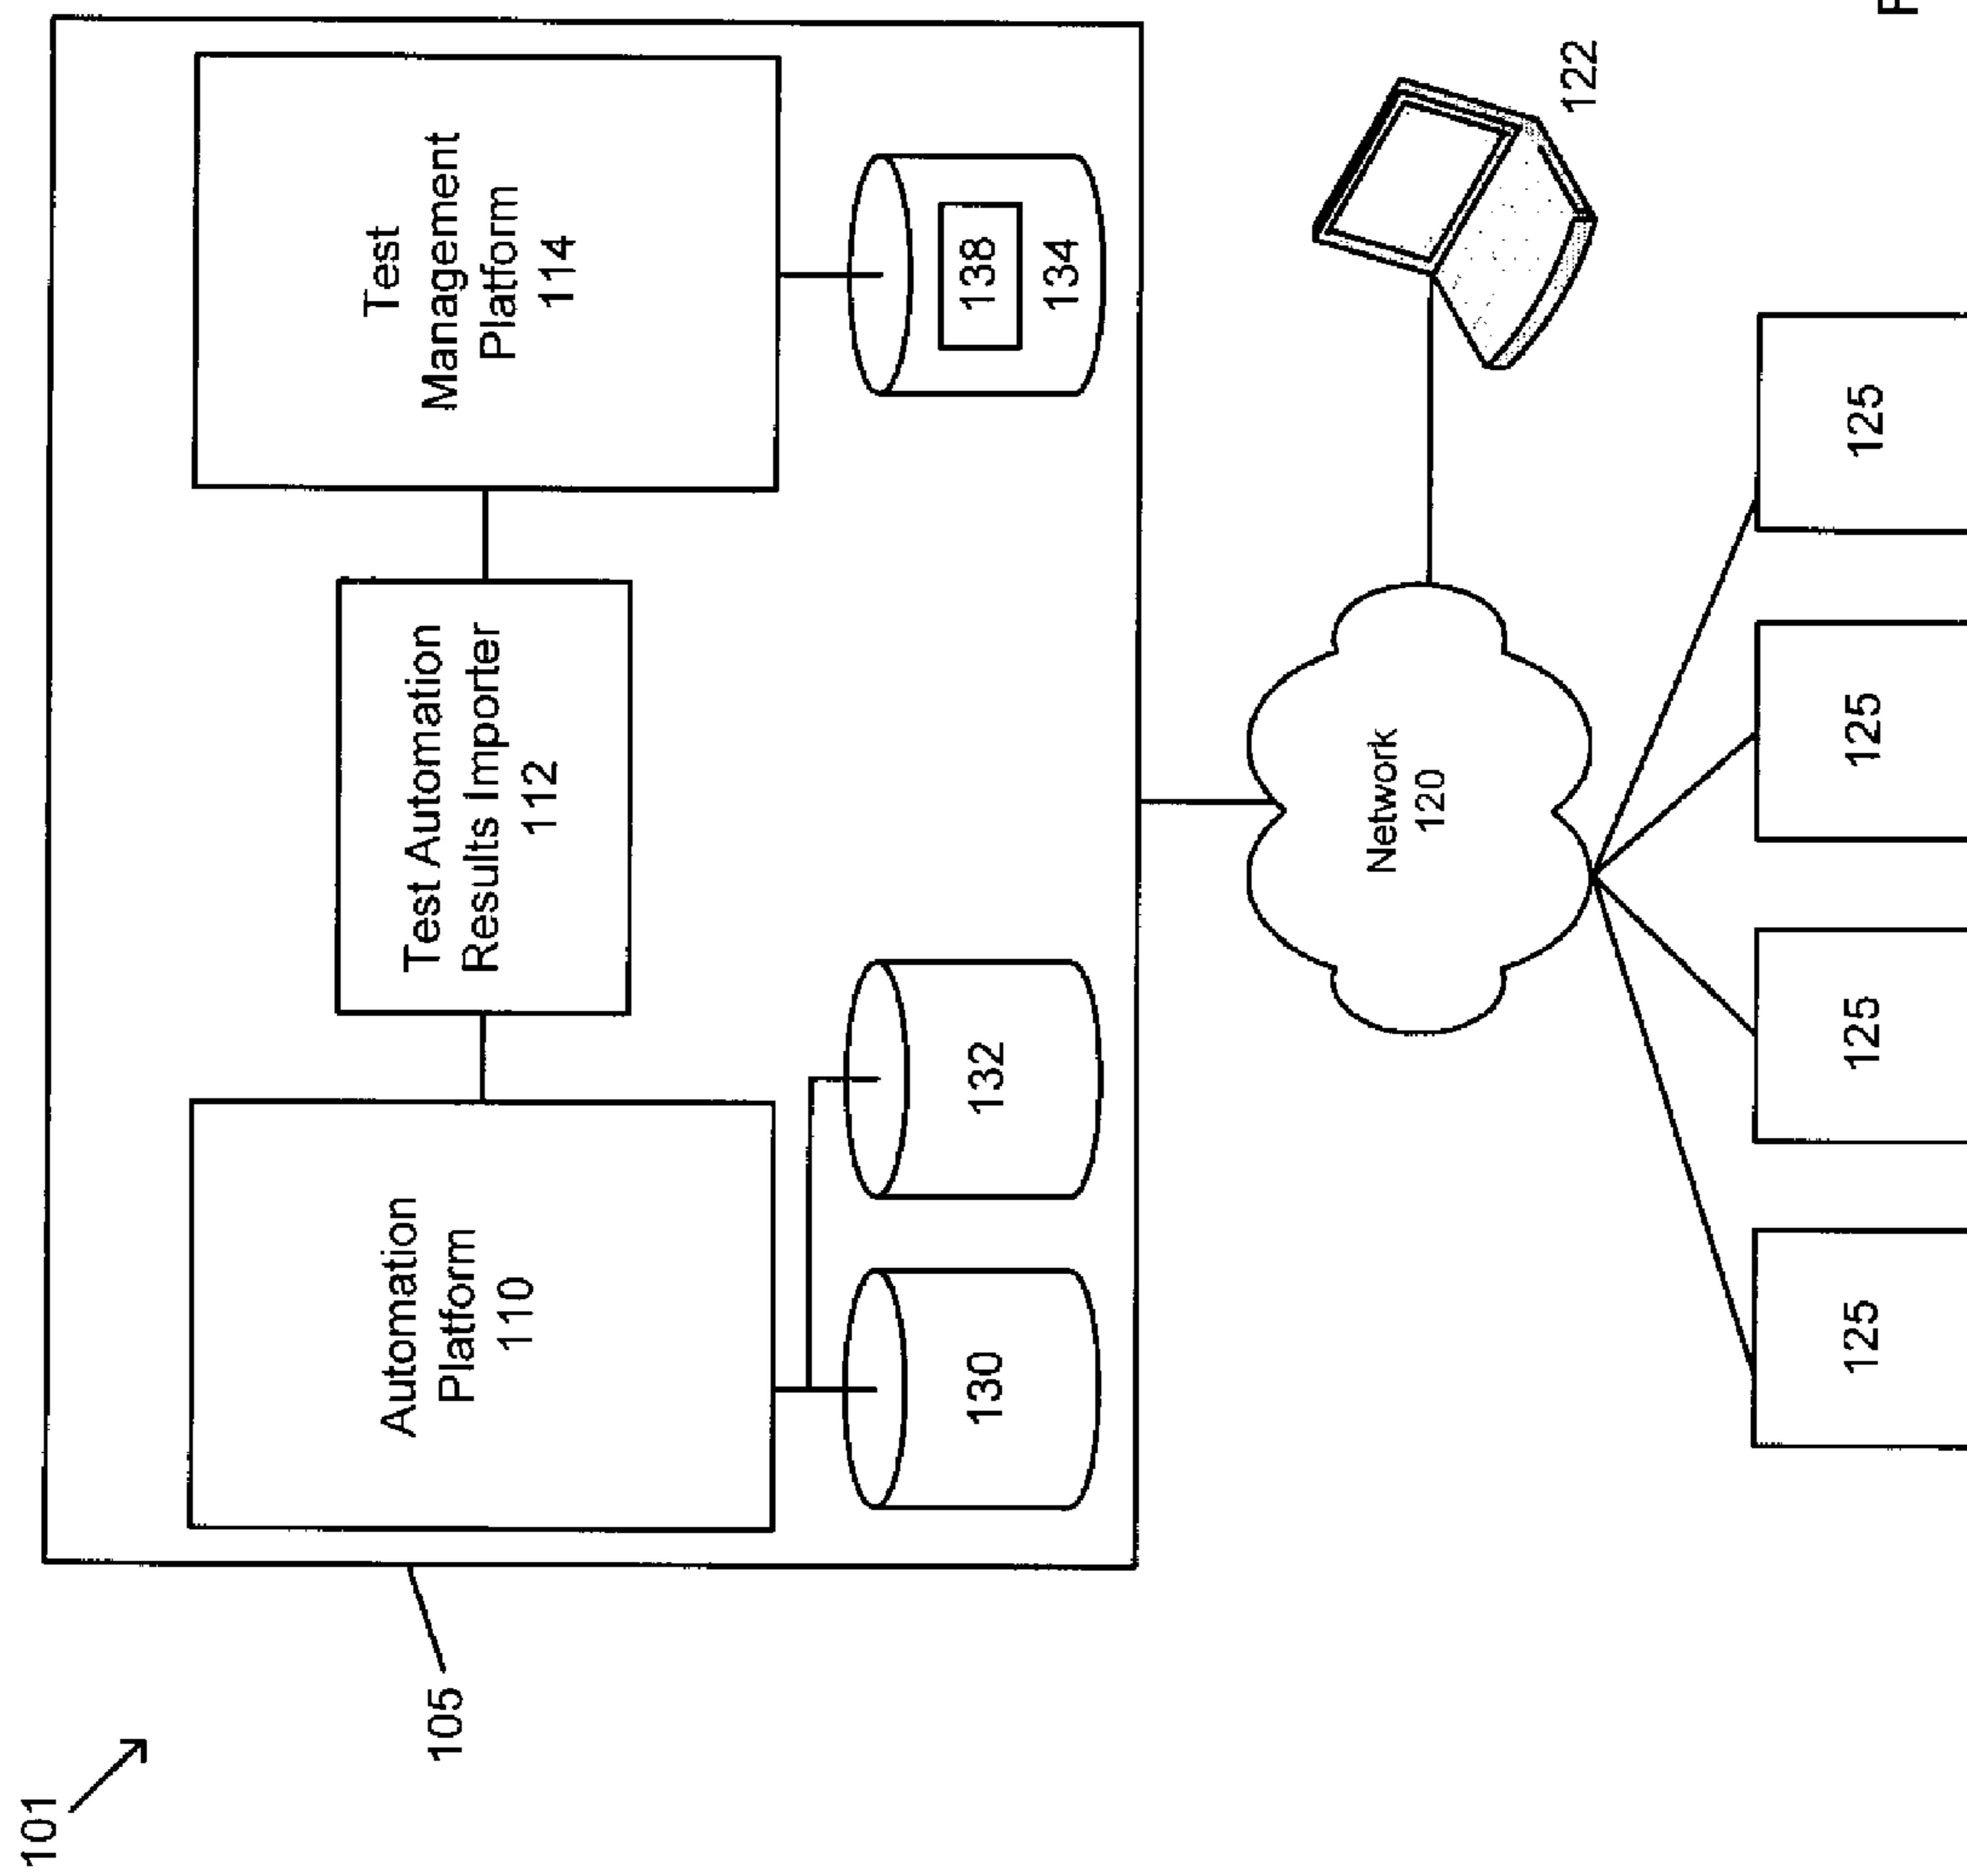 101
105
Automation
Platform
110
Test Automation
Results Importer
112
Test
Management
Platform
114
130
132
138
134
Network
120
122
125
125
125
125